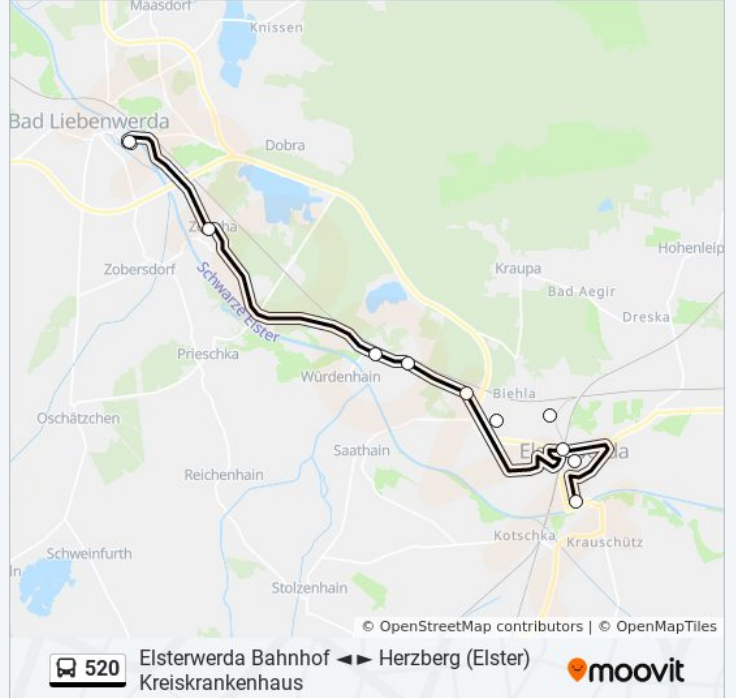 Maasdorf
Knissen
Bad Liebenwerda
Dobra
Zobersdorf
Hohenleip
Kraupa
Bad Aegir
Schwarze Elster
Dreska
Prieschka
Würdenhain
Biehla
Oschätzchen
Saathain
Reichenhain
Kotschka
Krauschütz
Schweinfurth
ln
Stolzenhain
© OpenStreetMap contributors | © OpenMapTiles
520
Elsterwerda Bahnhof ◄► Herzberg (Elster)
Kreiskrankenhaus
moovit